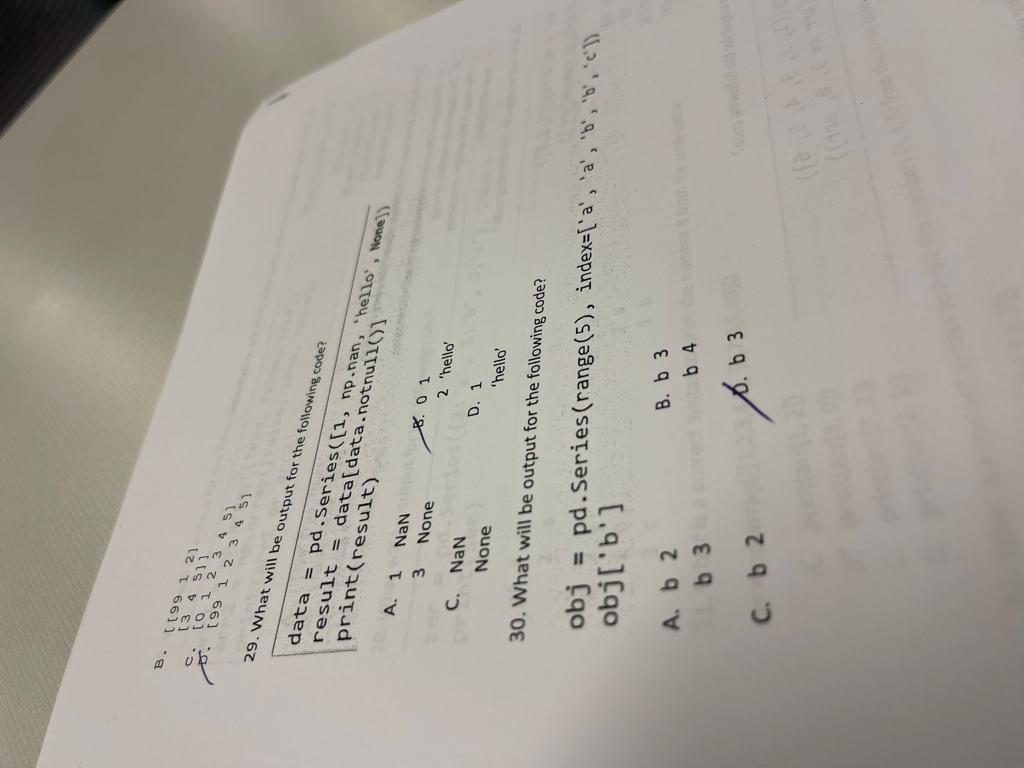 B. [[99 1 2]
[3 4 5]]
C. [0 1 2 3 4 5]
D. [99 1 2 3 4 5]
29. What will be output for the following code?
data = pd.Series([1, np.nan, 'hello', None])
result = data[data.notnull()]
print(result)
A. 1 NaN
3 None
B. 0 1
2 'hello'
C. NaN
None
D. 1
'hello'
30. What will be output for the following code?
obj = pd.Series(range(5), index=['a', 'a', 'b', 'b', 'c'])
obj['b']
A. b 2
b 3
B. b 3
b 4
C. b 2
D. b 3